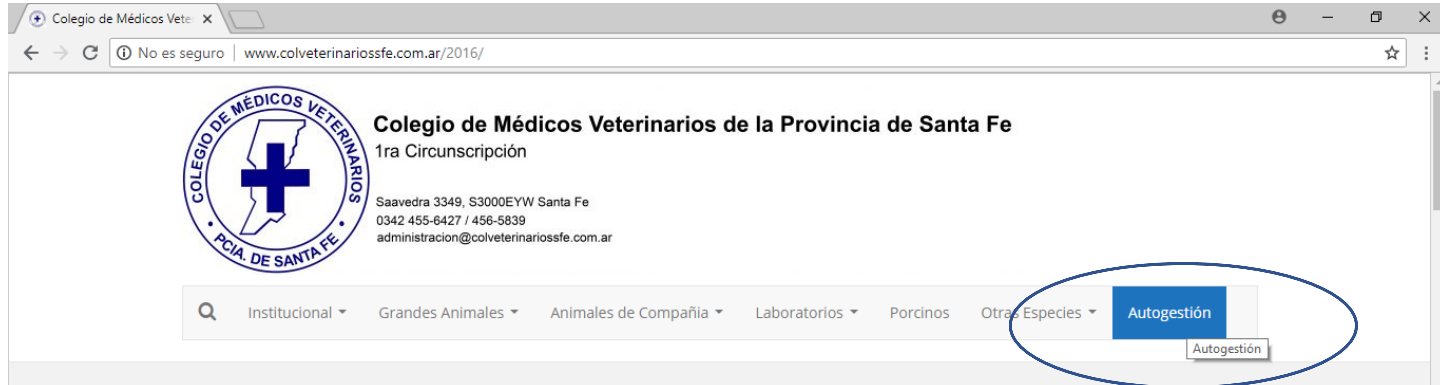 Colegio de Médicos Vete
No es seguro | www.colveterinariossfe.com.ar/2016/
COLEGIO DE MÉDICOS VETERINARIOS
PCIA. DE SANTA FE
Colegio de Médicos Veterinarios de la Provincia de Santa Fe
1ra Circunscripción
Saavedra 3349, S3000EYW Santa Fe
0342 455-6427 / 456-5839
administracion@colveterinariossfe.com.ar
Institucional Grandes Animales Animales de Compañia Laboratorios Porcinos Otras Especies Autogestión
Autogestión